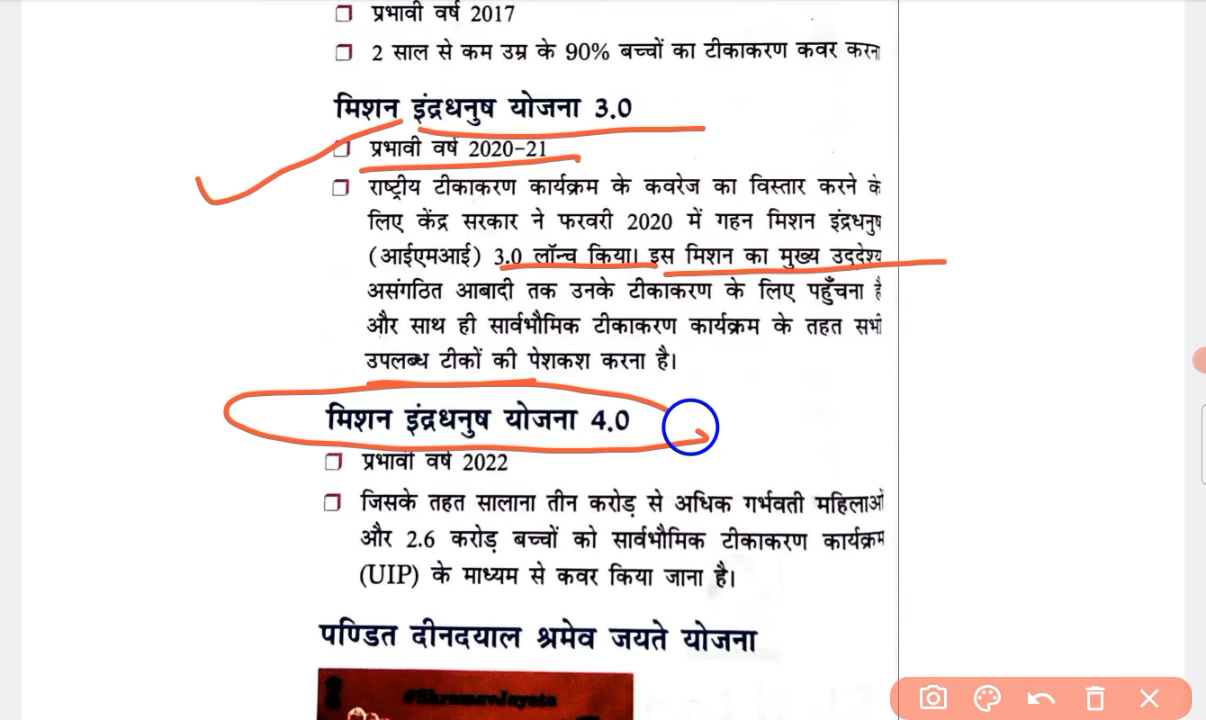 प्रभावी वर्ष 2017
2 साल से कम उम्र के 90% बच्चों का टीकाकरण कवर करन
मिशन इंद्रधनुष योजना 3.0
प्रभावी वर्ष 2020-21
राष्ट्रीय टीकाकरण कार्यक्रम के कवरेज का विस्तार करने के
लिए केंद्र सरकार ने फरवरी 2020 में गहन मिशन इंद्रधनुष
(आईएमआई) 3.0 लॉन्च किया। इस मिशन का मुख्य उददेश्य
असंगठित आबादी तक उनके टीकाकरण के लिए पहुँचना है
और साथ ही सार्वभौमिक टीकाकरण कार्यक्रम के तहत सभी
उपलब्ध टीकों की पेशकश करना है।
मिशन इंद्रधनुष योजना 4.0
प्रभावी वर्ष 2022
जिसके तहत सालाना तीन करोड़ से अधिक गर्भवती महिलाओं
और 2.6 करोड़ बच्चों को सार्वभौमिक टीकाकरण कार्यक्रम
(UIP) के माध्यम से कवर किया जाना है।
पण्डित दीनदयाल श्रमेव जयते योजना
#ShramevJayate